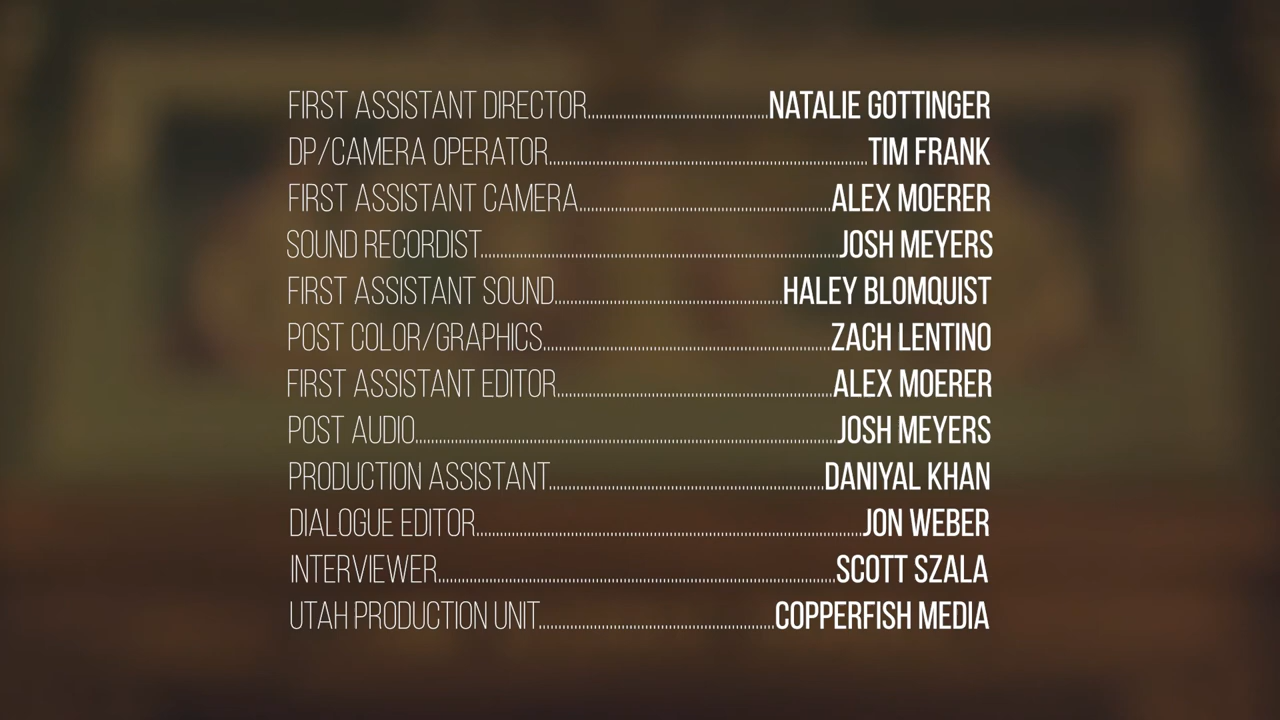 FIRST ASSISTANT DIRECTOR..........NATALIE GOTTINGER
DP/CAMERA OPERATOR..........TIM FRANK
FIRST ASSISTANT CAMERA..........ALEX MOERER
SOUND RECORDIST..........JOSH MEYERS
FIRST ASSISTANT SOUND..........HALEY BLOMQUIST
POST COLOR/GRAPHICS..........ZACH LENTINO
FIRST ASSISTANT EDITOR..........ALEX MOERER
POST AUDIO..........JOSH MEYERS
PRODUCTION ASSISTANT..........DANIYAL KHAN
DIALOGUE EDITOR..........JON WEBER
INTERVIEWER..........SCOTT SZALA
UTAH PRODUCTION UNIT..........COPPERFISH MEDIA